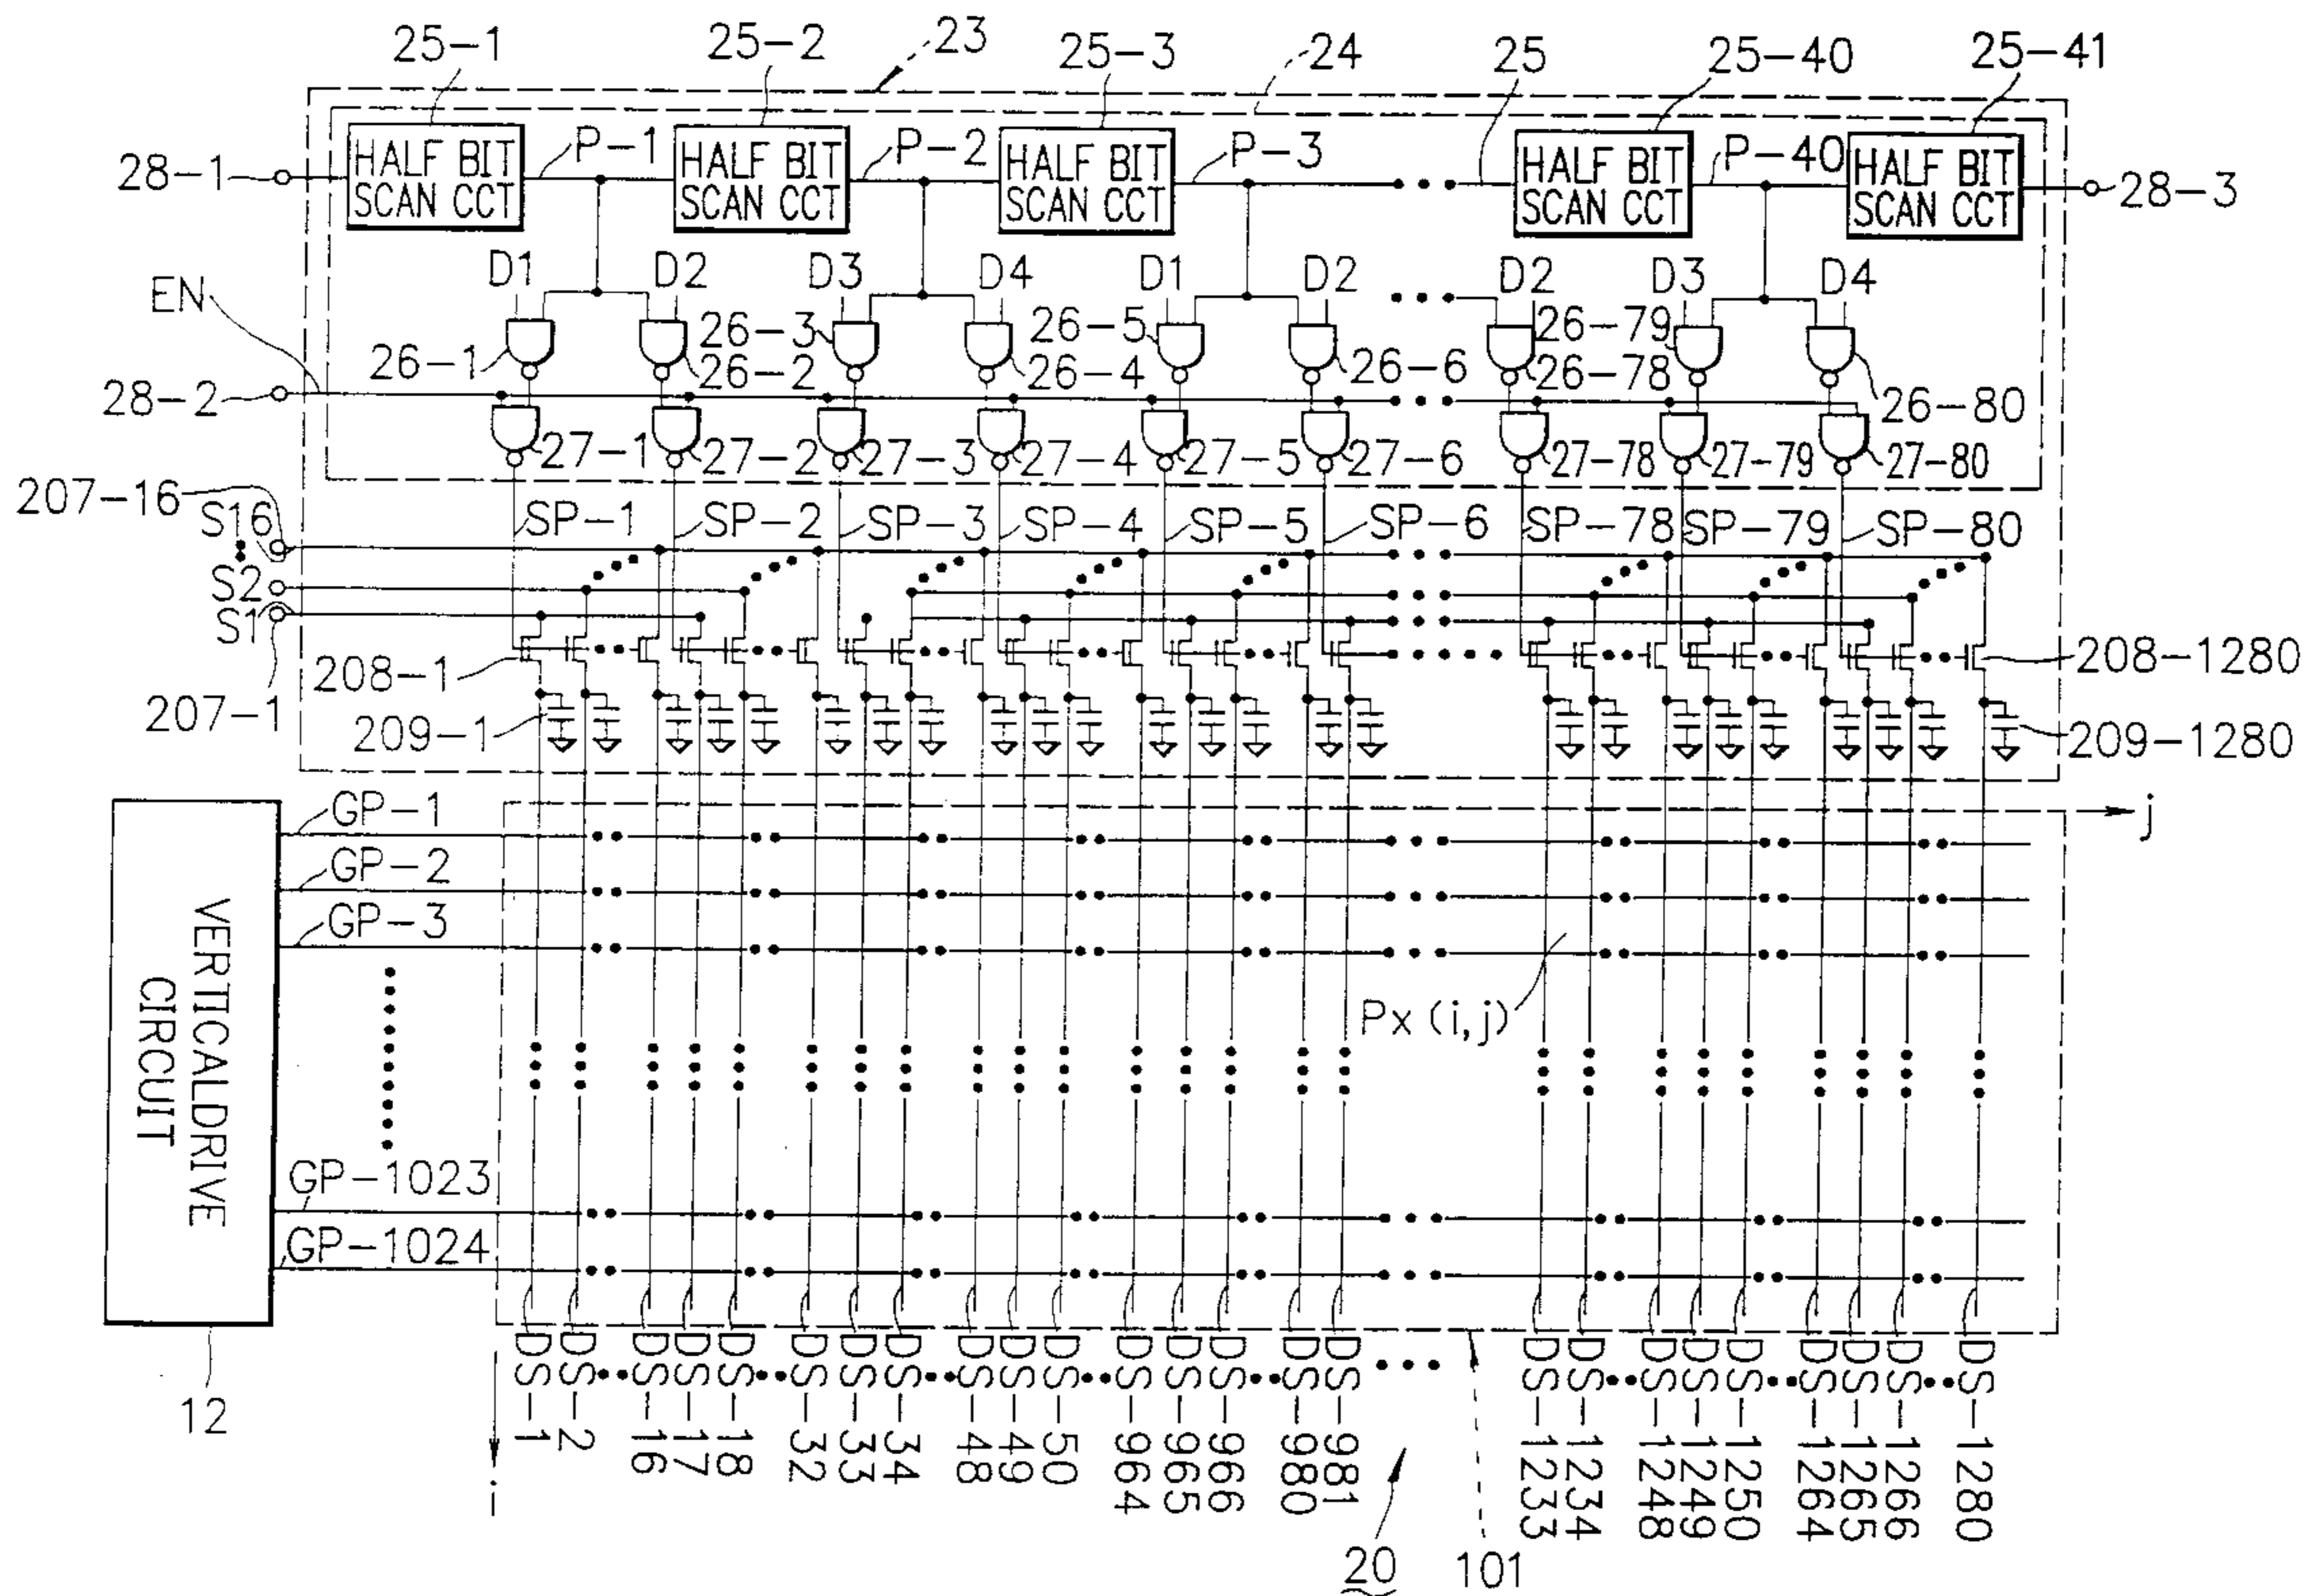 25-1 25-2 23 25-3 24 25 25-40 25-41
28-1 HALF BIT SCAN CCT P-1 HALF BIT SCAN CCT P-2 HALF BIT SCAN CCT P-3 HALF BIT SCAN CCT P-40 HALF BIT SCAN CCT 28-3
EN D1 D2 D3 D4 D1 D2 D2 D3 D4
26-1 26-2 26-3 26-4 26-5 26-6 26-78 26-79 26-80
28-2
27-1 27-2 27-3 27-4 27-5 27-6 27-78 27-79 27-80
207-16
S16 SP-1 SP-2 SP-3 SP-4 SP-5 SP-6 SP-78 SP-79 SP-80
S2
S1
208-1 208-1280
207-1 209-1 209-1280
GP-1 j
GP-2
GP-3
VERTICALDRIVE
CIRCUIT
Px (i,j)
GP-1023
GP-1024
12 i
DS-1 DS-2 DS-16 DS-17 DS-18 DS-32 DS-33 DS-34 DS-48 DS-49 DS-50 DS-964 DS-965 DS-966 DS-980 DS-981 DS-1233 DS-1234 DS-1248 DS-1249 DS-1250 DS-1264 DS-1265 DS-1266 DS-1280
20 101